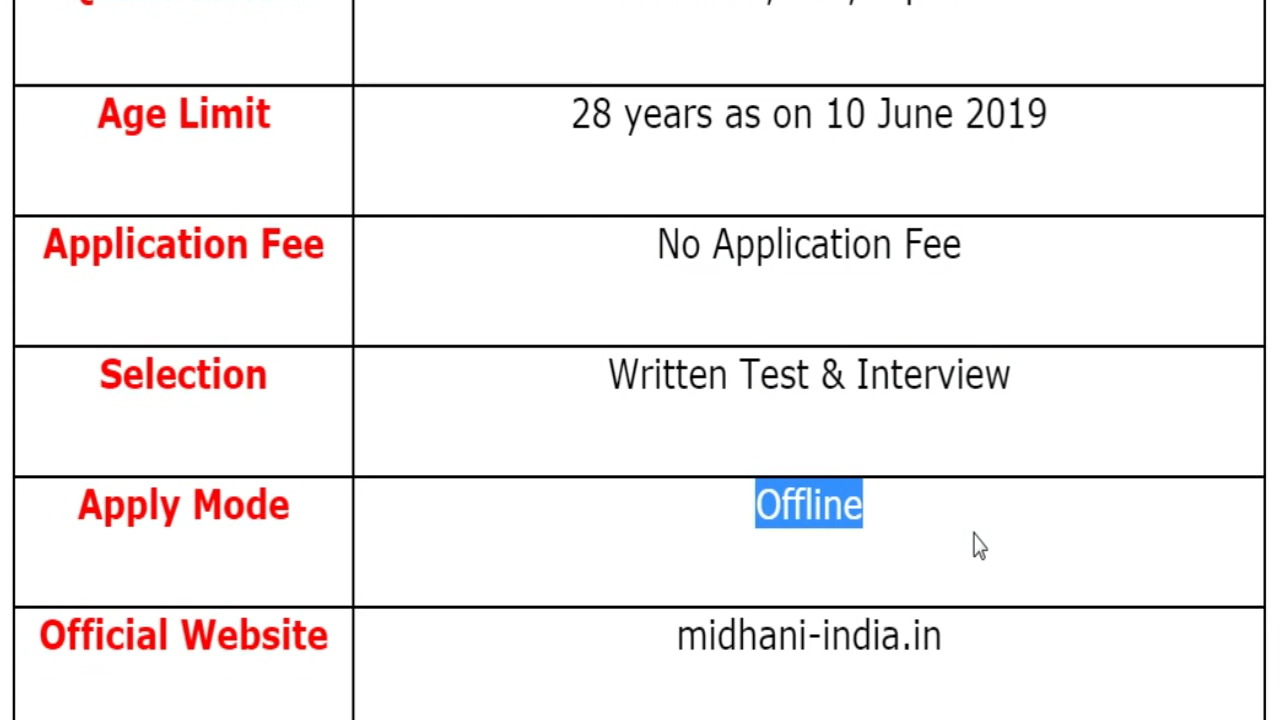 Age Limit
28 years as on 10 June 2019
Application Fee
No Application Fee
Selection
Written Test & Interview
Apply Mode
Offline
Official Website
midhani-india.in